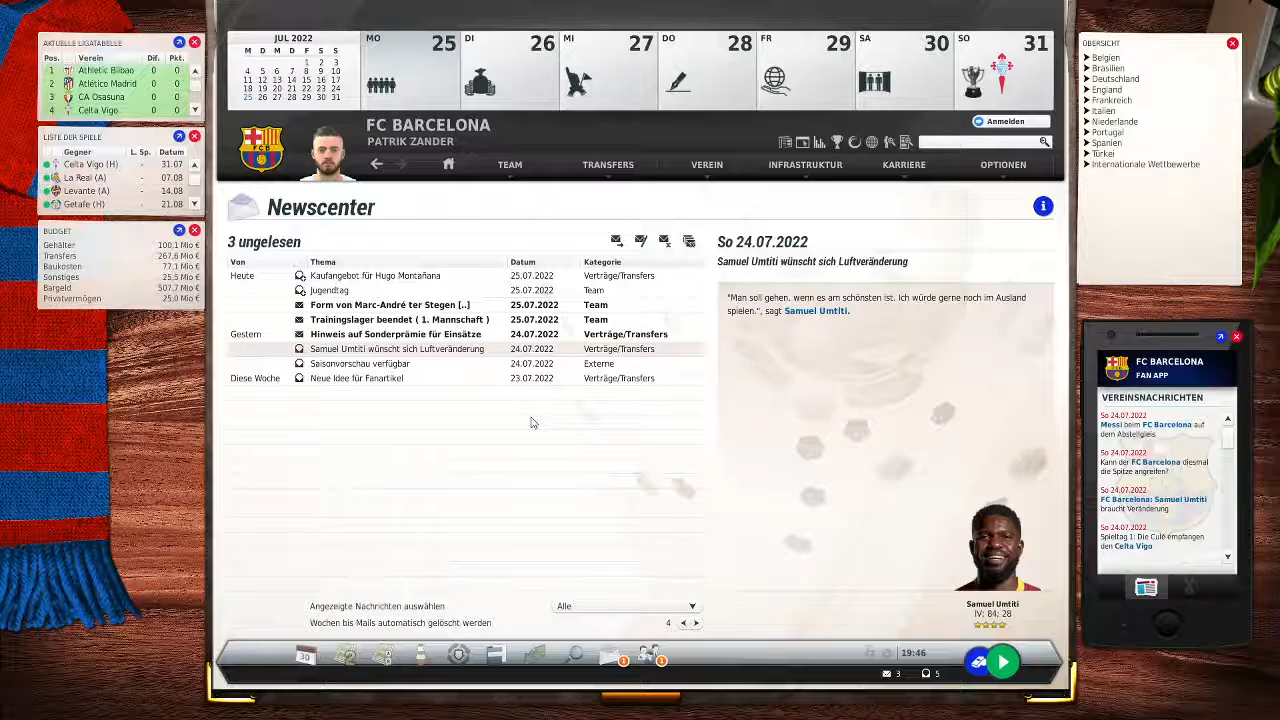 AKTUELLE LIGATABELLE
Pos. Verein Dif. Pkt.
1 Athletic Bilbao 0 0
2 Atlético Madrid 0 0
3 CA Osasuna 0 0
4 Celta Vigo 0 0
LISTE DER SPIELE
Gegner L. Sp. Datum
Celta Vigo (H) - 31.07
La Real (A) - 07.08
Levante (A) - 14.08
Getafe (H) - 21.08
BUDGET
Gehälter 100,1 Mio €
Transfers 267,6 Mio €
Baukosten 77,1 Mio €
Sonstiges 25,5 Mio €
Bargeld 507,7 Mio €
Privatvermögen 25,0 Mio €
JUL 2022
M D M D F S S
1 2 3
4 5 6 7 8 9 10
11 12 13 14 15 16 17
18 19 20 21 22 23 24
25 26 27 28 29 30 31
MO 25 DI 26 MI 27 DO 28 FR 29 SA 30 SO 31
FC BARCELONA
PATRIK ZANDER
Anmelden
TEAM TRANSFERS VEREIN INFRASTRUKTUR KARRIERE OPTIONEN
Newscenter
3 ungelesen
Von Thema Datum Kategorie
Heute Kaufangebot für Hugo Montañana 25.07.2022 Verträge/Transfers
Jugendtag 25.07.2022 Team
Form von Marc-André ter Stegen [..] 25.07.2022 Team
Trainingslager beendet ( 1. Mannschaft ) 25.07.2022 Team
Gestern Hinweis auf Sonderprämie für Einsätze 24.07.2022 Verträge/Transfers
Samuel Umtiti wünscht sich Luftveränderung 24.07.2022 Verträge/Transfers
Saisonvorschau verfügbar 24.07.2022 Externe
Diese Woche Neue Idee für Fanartikel 23.07.2022 Verträge/Transfers
Angezeigte Nachrichten auswählen Alle
Wochen bis Mails automatisch gelöscht werden 4
So 24.07.2022
Samuel Umtiti wünscht sich Luftveränderung
"Man soll gehen, wenn es am schönsten ist. Ich würde gerne noch im Ausland
spielen.", sagt Samuel Umtiti.
Samuel Umtiti
IV; 84; 28
30 1 1 19:46
3 5
ÜBERSICHT
Belgien
Brasilien
Deutschland
England
Frankreich
Italien
Niederlande
Portugal
Spanien
Türkei
Internationale Wettbewerbe
FC BARCELONA
FAN APP
VEREINSNACHRICHTEN
So 24.07.2022
Messi beim FC Barcelona auf
dem Abstellgleis
So 24.07.2022
Kann der FC Barcelona diesmal
die Spitze angreifen?
So 24.07.2022
FC Barcelona: Samuel Umtiti
braucht Veränderung
So 24.07.2022
Spieltag 1: Die Culé empfangen
den Celta Vigo